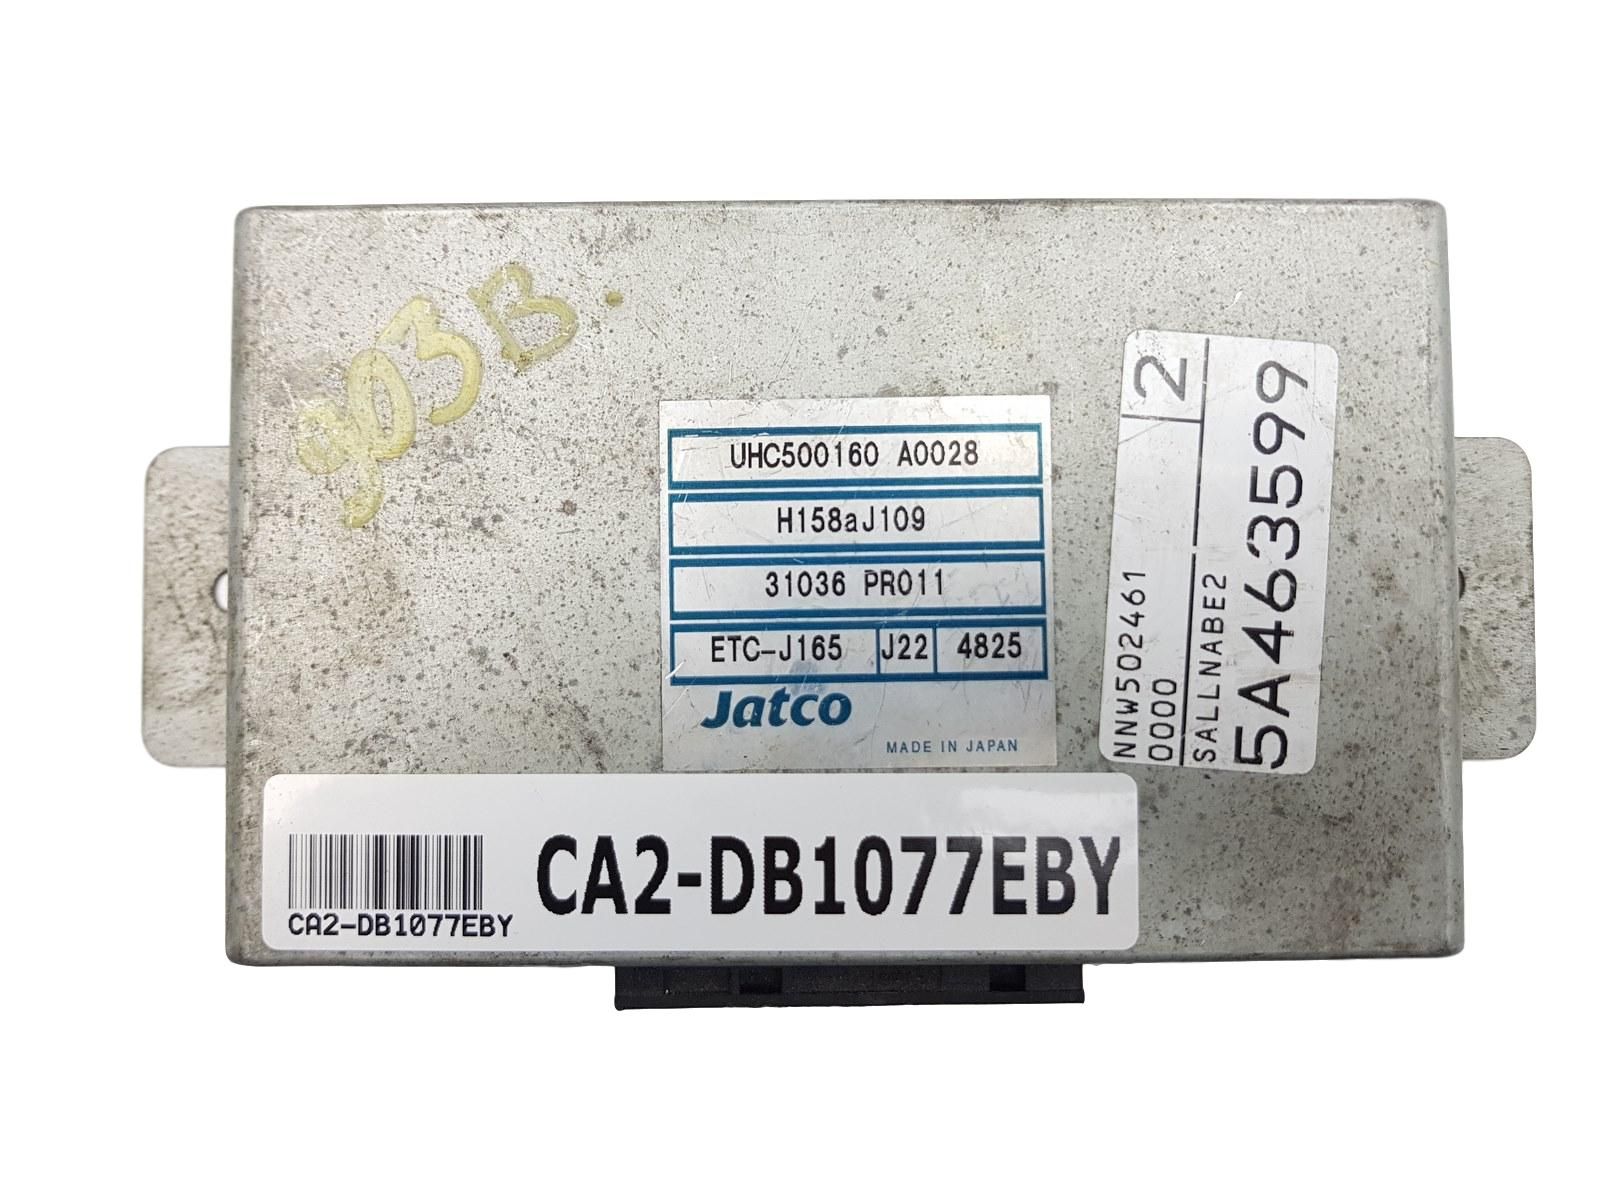 903B.
UHC500160 A0028
H158aJ109
31036 PR011
ETC-J165 J22 4825
Jatco
MADE IN JAPAN
2
NNW502461
0000
SALLNABE2
5A463599
CA2-DB1077EBY
CA2-DB1077EBY